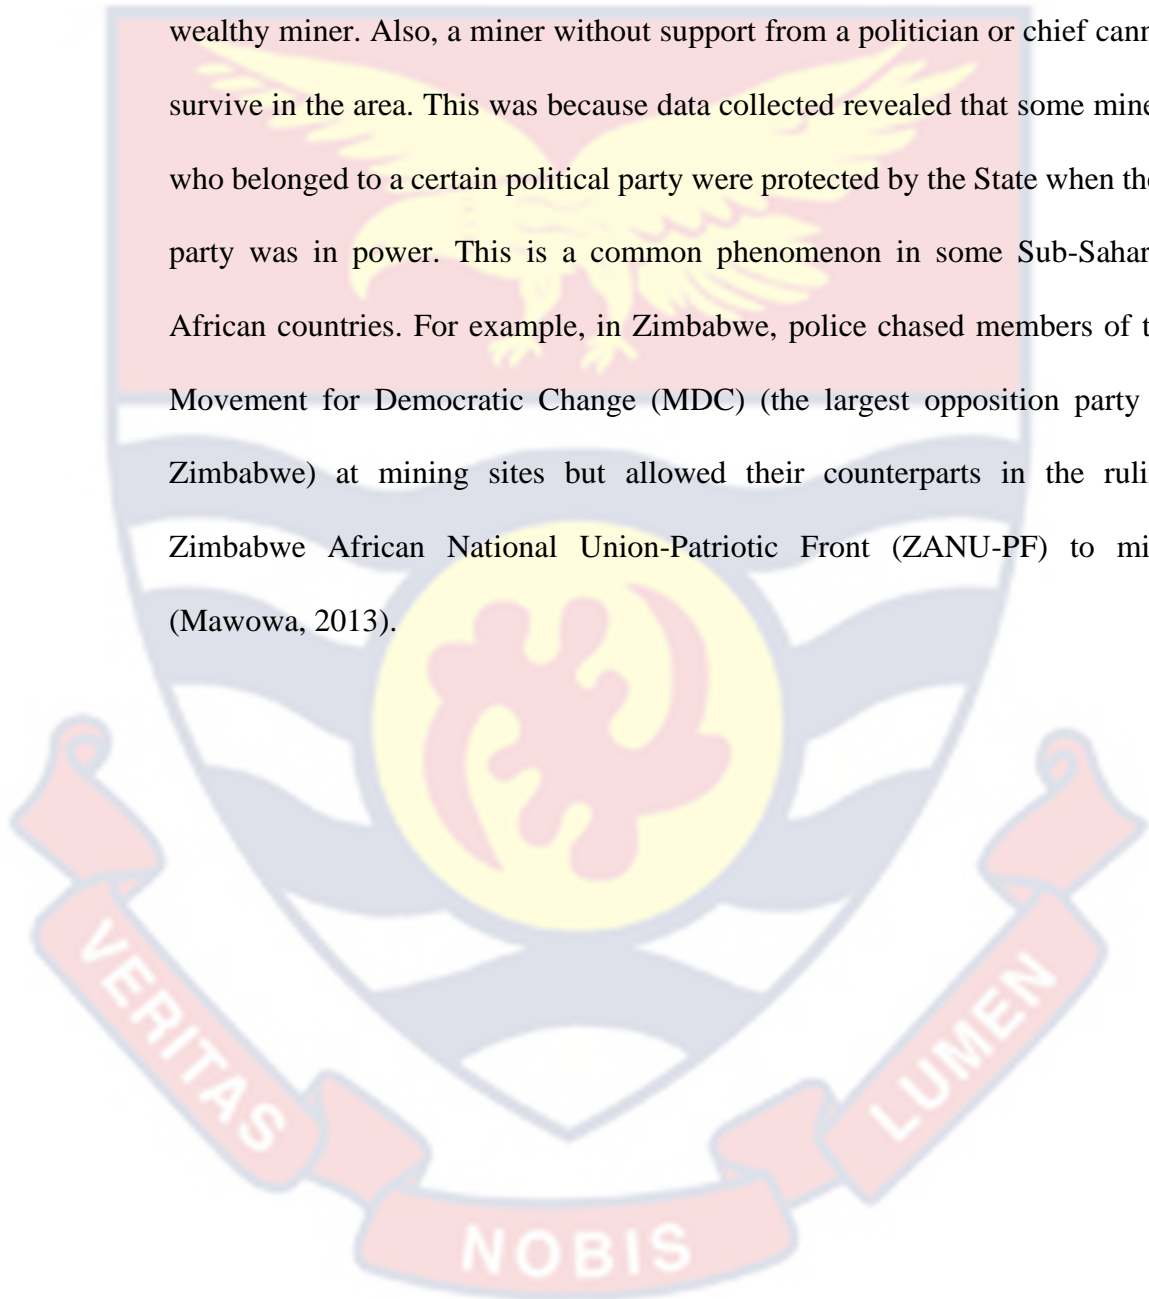 wealthy miner. Also, a miner without support from a politician or chief cann
survive in the area. This was because data collected revealed that some mine
who belonged to a certain political party were protected by the State when the
party was in power. This is a common phenomenon in some Sub-Sahar
African countries. For example, in Zimbabwe, police chased members of t
Movement for Democratic Change (MDC) (the largest opposition party
Zimbabwe) at mining sites but allowed their counterparts in the ruli
Zimbabwe African National Union-Patriotic Front (ZANU-PF) to mi
(Mawowa, 2013).
VERITAS
NOBIS
LUMEN